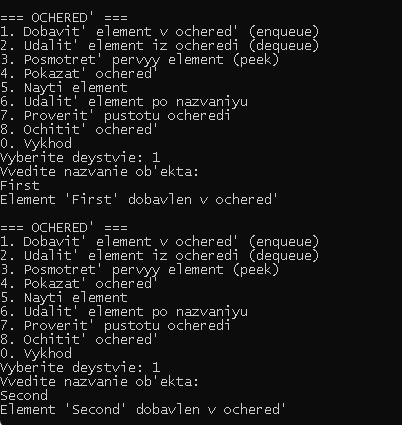 === OCHERED' ===
1. Dobavit' element v ochered' (enqueue)
2. Udalit' element iz ocheredi (dequeue)
3. Posmotret' pervyy element (peek)
4. Pokazat' ochered'
5. Nayti element
6. Udalit' element po nazvaniyu
7. Proverit' pustotu ocheredi
8. Ochitit' ochered'
0. Vykhod
Vyberite deystvie: 1
Vvedite nazvanie ob'ekta:
First
Element 'First' dobavlen v ochered'
=== OCHERED' ===
1. Dobavit' element v ochered' (enqueue)
2. Udalit' element iz ocheredi (dequeue)
3. Posmotret' pervyy element (peek)
4. Pokazat' ochered'
5. Nayti element
6. Udalit' element po nazvaniyu
7. Proverit' pustotu ocheredi
8. Ochitit' ochered'
0. Vykhod
Vyberite deystvie: 1
Vvedite nazvanie ob'ekta:
Second
Element 'Second' dobavlen v ochered'